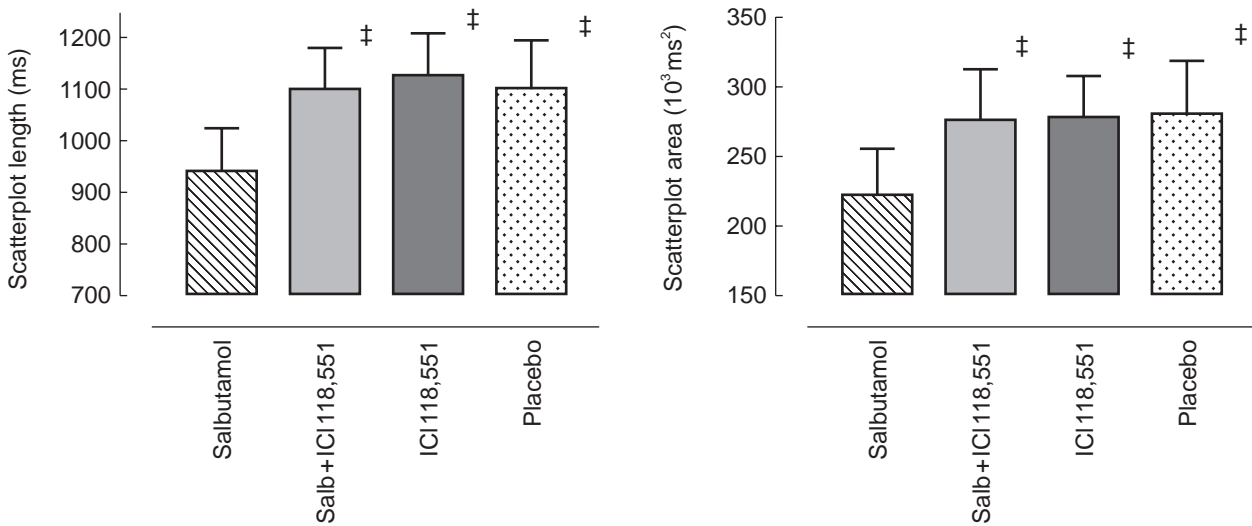 Scatterplot length (ms)
1200
1100
1000
900
800
700
‡
‡
‡
Salbutamol
Salb+ICI118,551
ICI118,551
Placebo
Scatterplot area (10³ms²)
350
300
250
200
150
‡
‡
‡
Salbutamol
Salb+ICI118,551
ICI118,551
Placebo